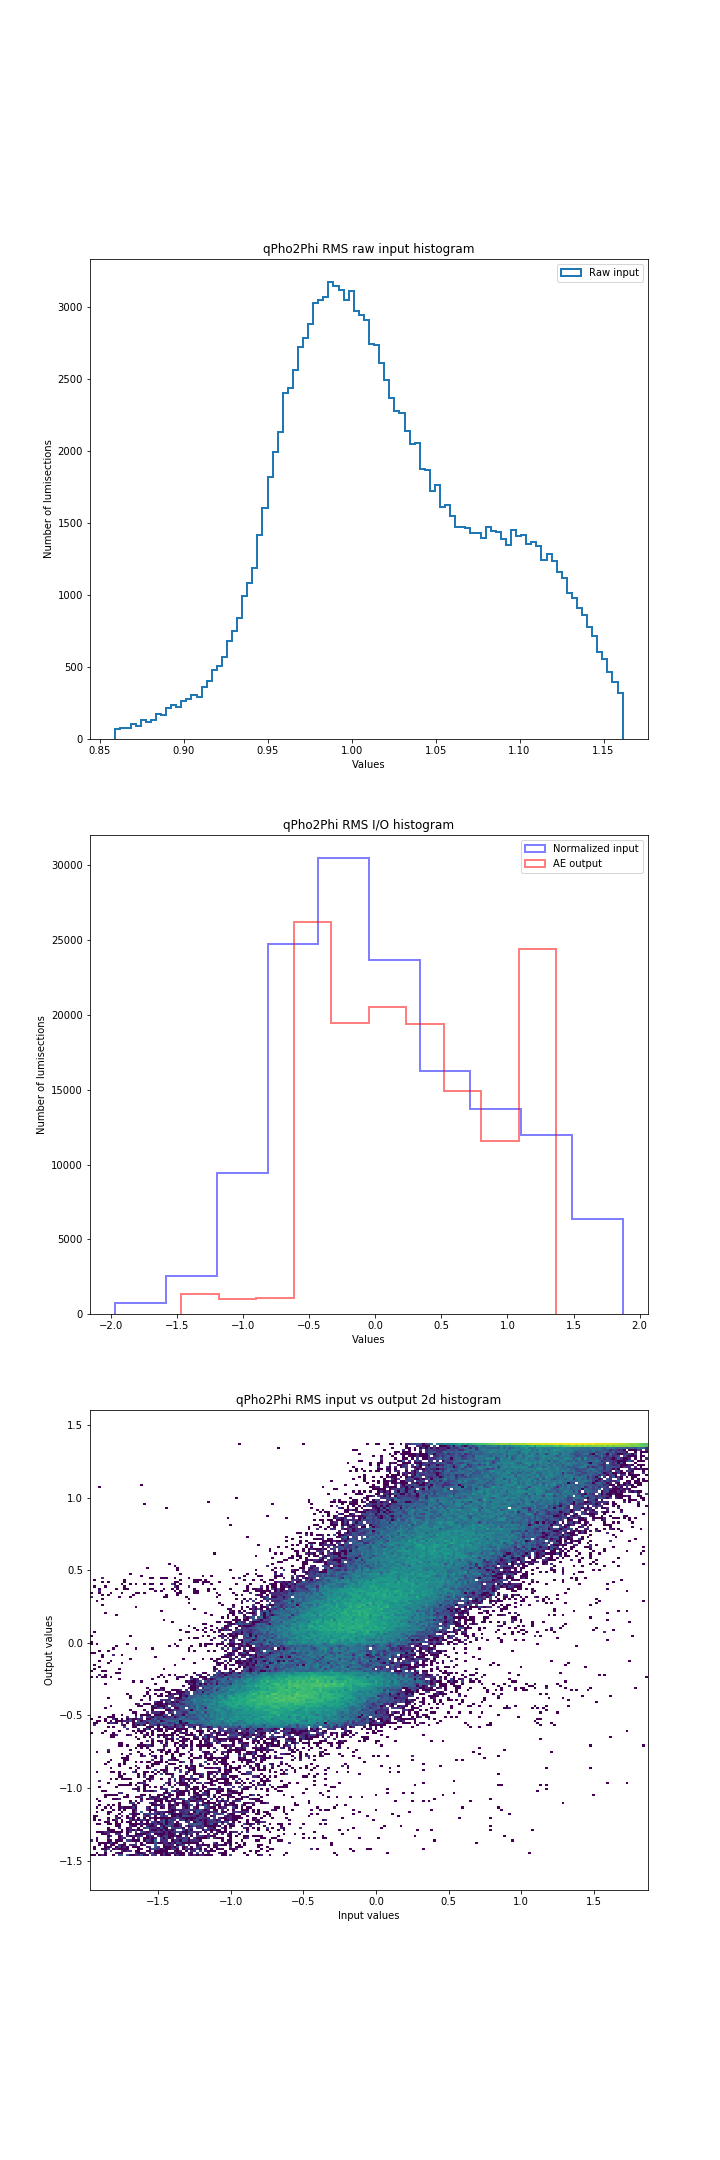 qPho2Phi RMS raw input histogram
Raw input
3000
2500
2000
1500
1000
500
0
Number of lumisections
0.85 0.90 0.95 1.00 1.05 1.10 1.15
Values
qPho2Phi RMS I/O histogram
Normalized input
AE output
30000
25000
20000
15000
10000
5000
0
Number of lumisections
−2.0 −1.5 −1.0 −0.5 0.0 0.5 1.0 1.5 2.0
Values
qPho2Phi RMS input vs output 2d histogram
1.5
1.0
0.5
0.0
−0.5
−1.0
−1.5
Output values
−1.5 −1.0 −0.5 0.0 0.5 1.0 1.5
Input values